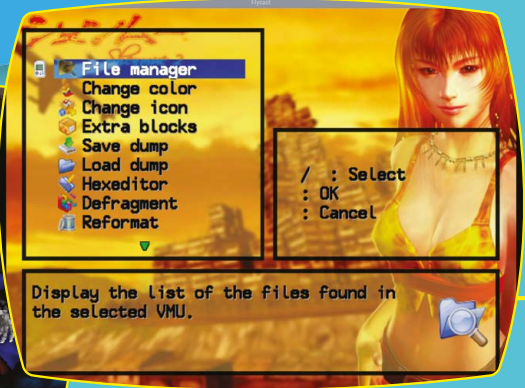 Flycast
File manager
Change color
Change icon
Extra blocks
Save dump
Load dump
Hexeditor
Defragment
Reformat
/ : Select
: OK
: Cancel
Display the list of the files found in
the selected VMU.